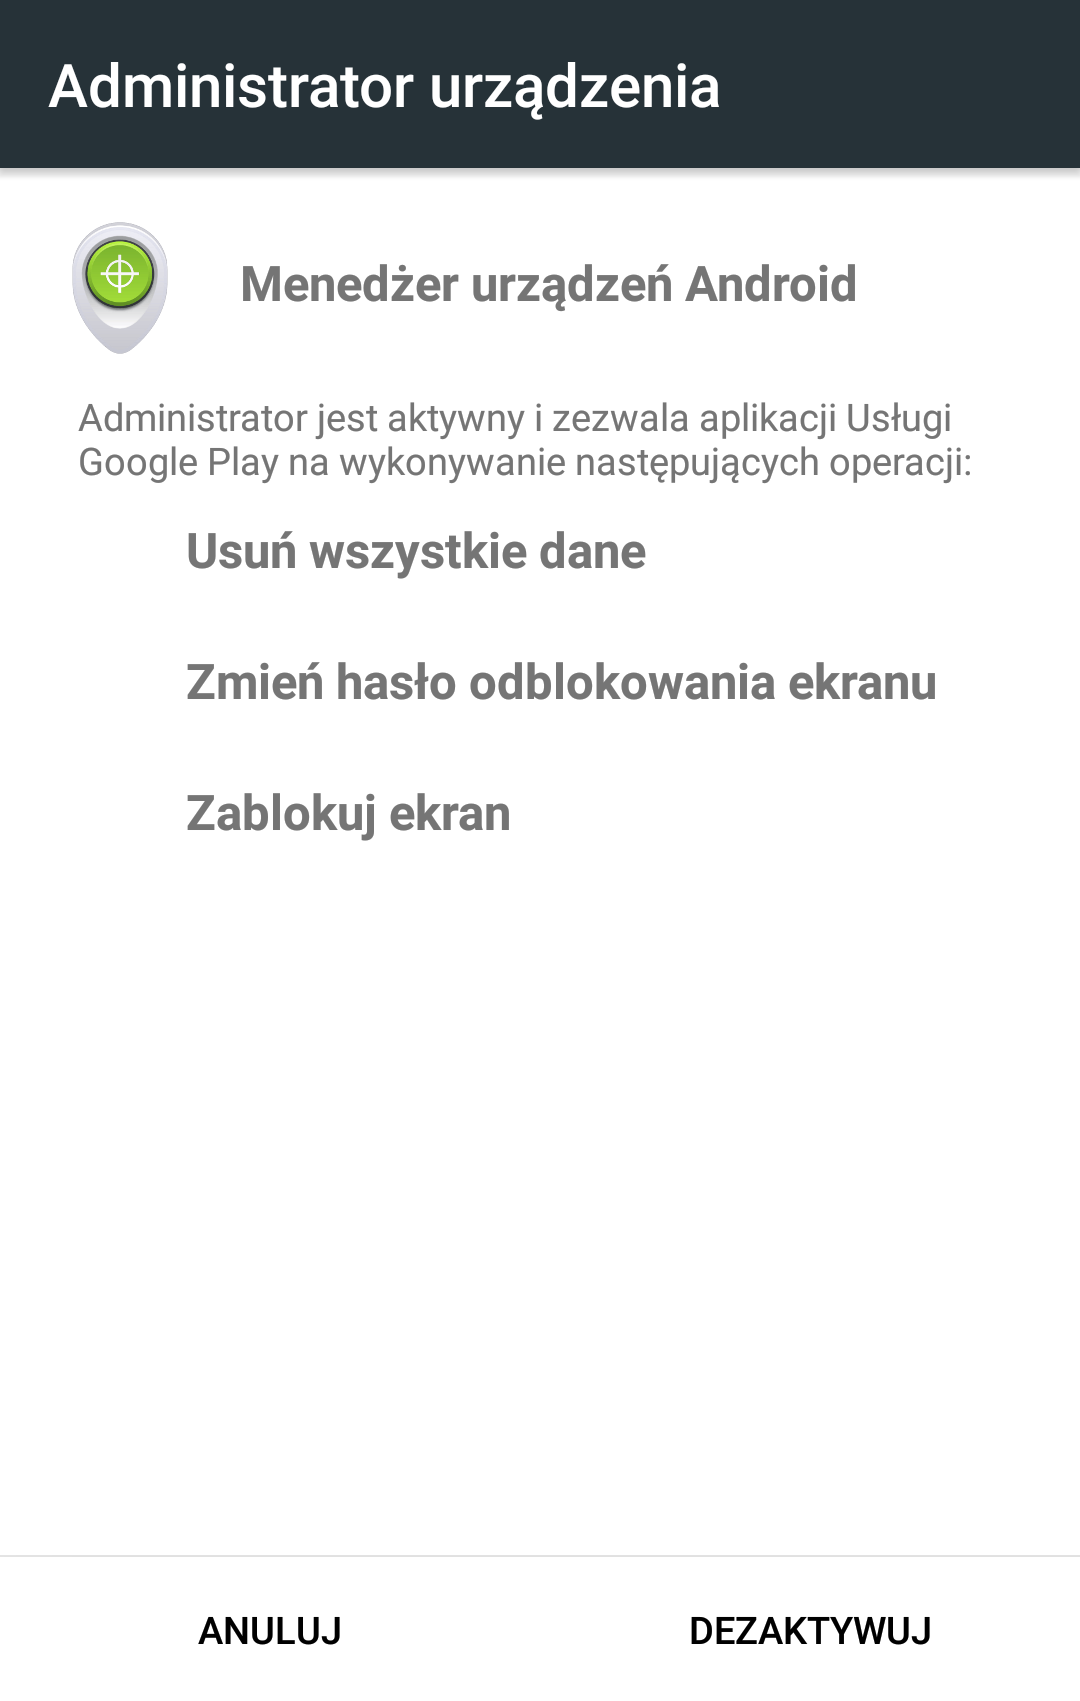 Administrator urządzenia
Menedżer urządzeń Android
Administrator jest aktywny i zezwala aplikacji Usługi
Google Play na wykonywanie następujących operacji:
Usuń wszystkie dane
Zmień hasło odblokowania ekranu
Zablokuj ekran
ANULUJ
DEZAKTYWUJ